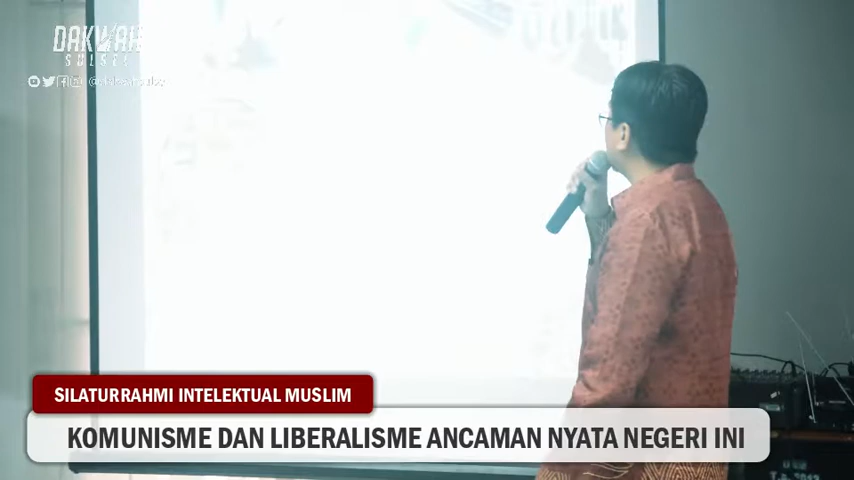 DAKWAH
SULSEL
SILATURRAHMI INTELEKTUAL MUSLIM
KOMUNISME DAN LIBERALISME ANCAMAN NYATA NEGERI INI